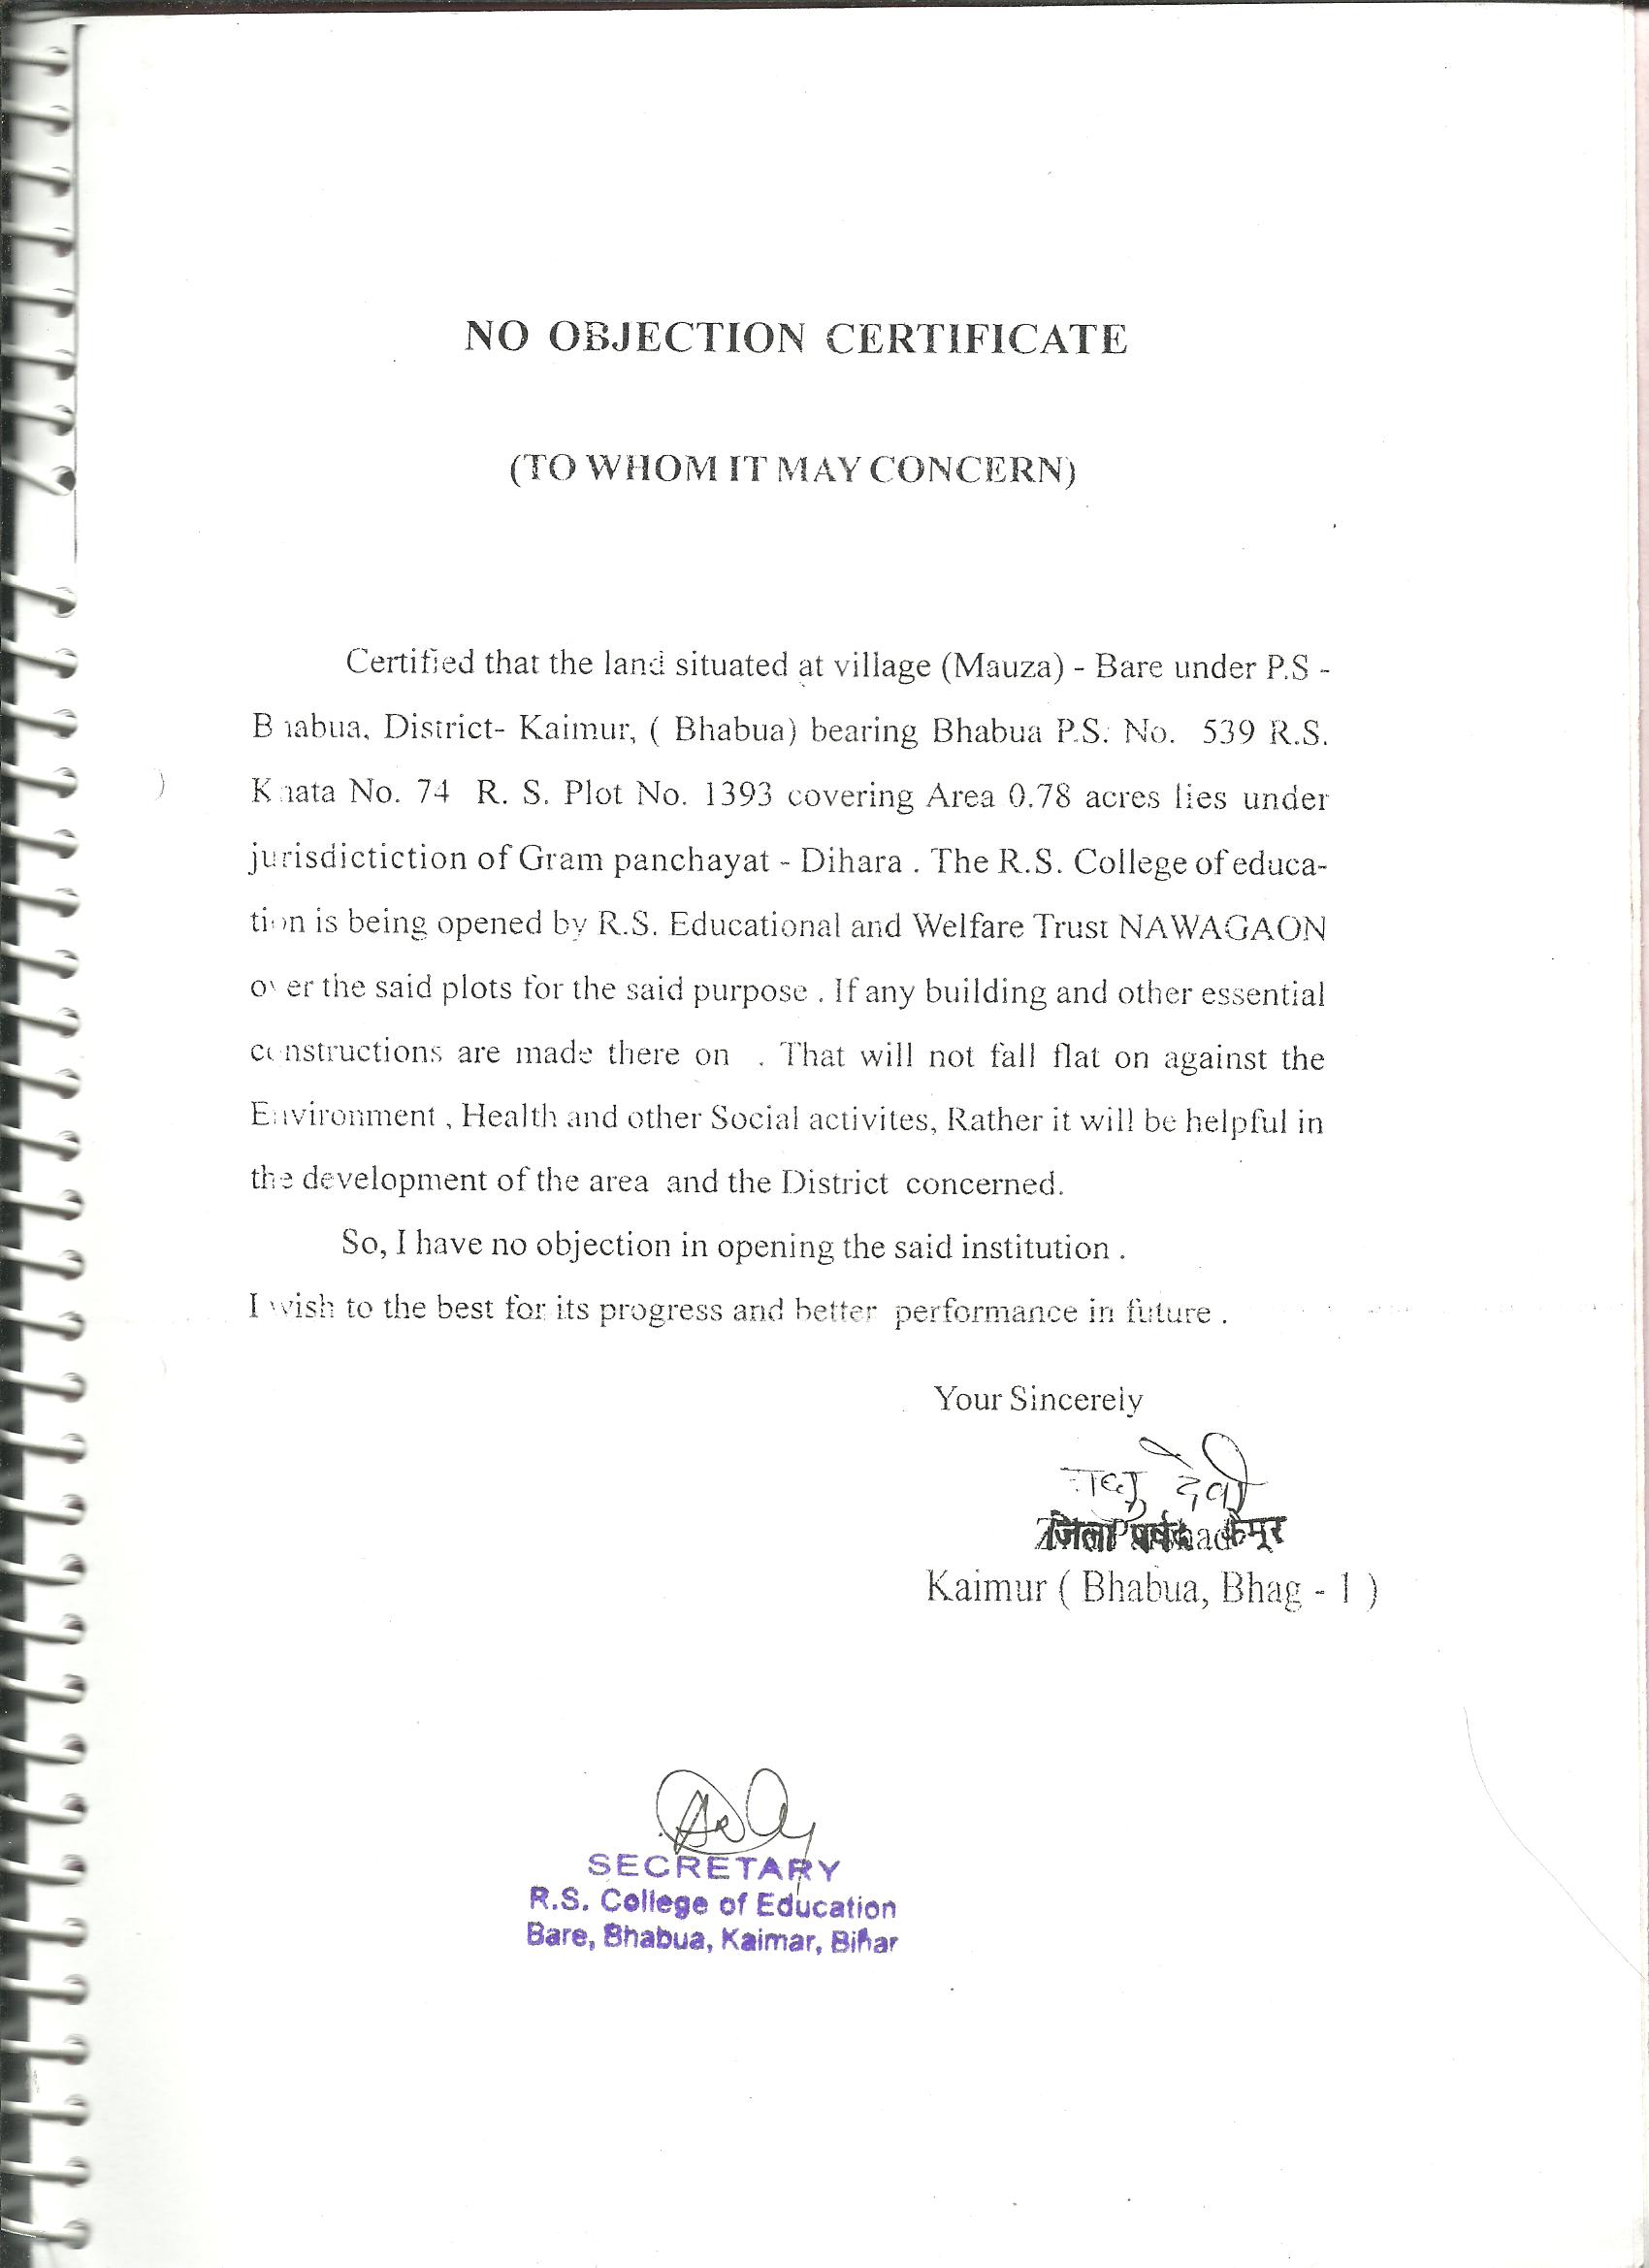 NO OBJECTION CERTIFICATE
(TO WHOM IT MAY CONCERN)
Certified that the land situated at village (Mauza) - Bare under P.S -
Bhabua, District- Kaimur, ( Bhabua) bearing Bhabua P.S. No. 539 R.S.
Khata No. 74 R. S. Plot No. 1393 covering Area 0.78 acres lies under
jurisdictiction of Gram panchayat - Dihara . The R.S. College of educa-
tion is being opened by R.S. Educational and Welfare Trust NAWAGAON
over the said plots for the said purpose . If any building and other essential
constructions are made there on . That will not fall flat on against the
Environment , Health and other Social activites, Rather it will be helpful in
the development of the area and the District concerned.
So, I have no objection in opening the said institution .
I wish to the best for its progress and better performance in future .
Your Sincerely
देवी
जिला पर्षद कैमूर
Kaimur ( Bhabua, Bhag - 1 )
SECRETARY
R.S. College of Education
Bare, Bhabua, Kaimar, Bihar